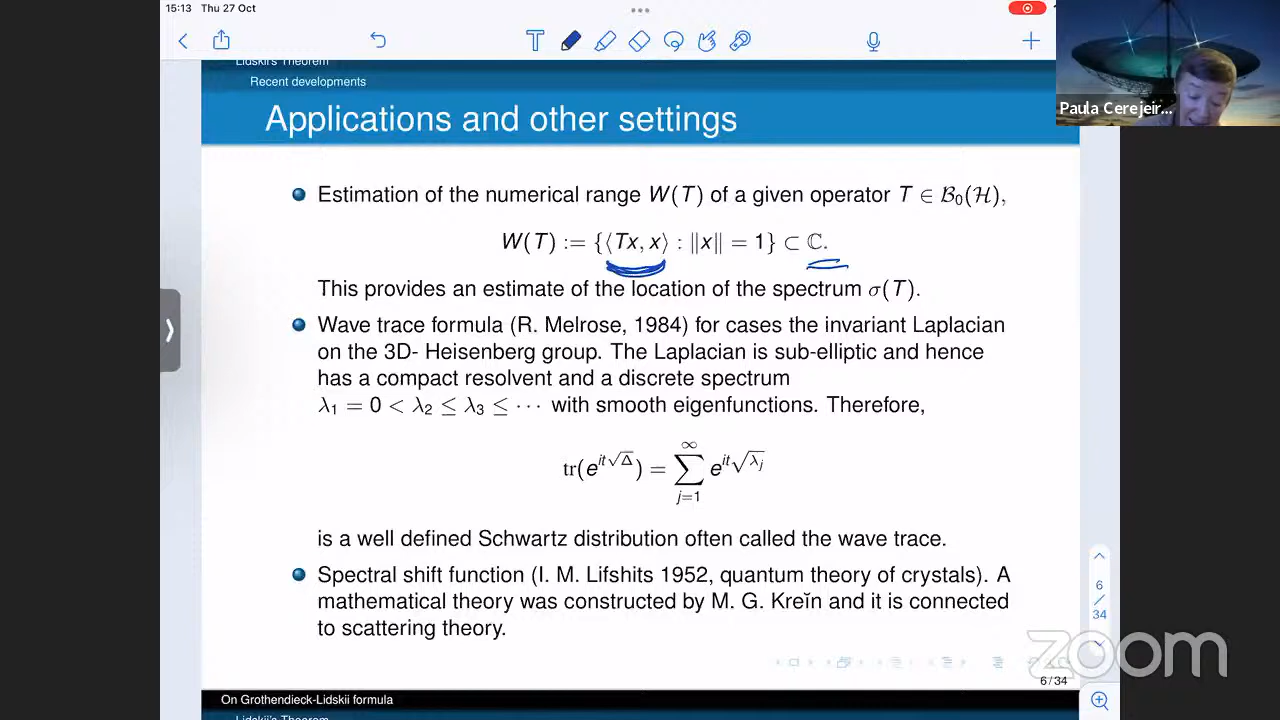 15:13 Thu 27 Oct
Lidskii's Theorem
Recent developments
Applications and other settings
Paula Cerejeir...
Estimation of the numerical range W(T) of a given operator T ∈ ℬ₀(ℋ),
W(T) := {⟨Tx, x⟩ : ‖x‖ = 1} ⊂ ℂ.
This provides an estimate of the location of the spectrum σ(T).
Wave trace formula (R. Melrose, 1984) for cases the invariant Laplacian
on the 3D- Heisenberg group. The Laplacian is sub-elliptic and hence
has a compact resolvent and a discrete spectrum
λ₁ = 0 < λ₂ ≤ λ₃ ≤ ··· with smooth eigenfunctions. Therefore,
tr(e^{it√Δ}) = ∑_{j=1}^{∞} e^{it√λ_j}
is a well defined Schwartz distribution often called the wave trace.
Spectral shift function (I. M. Lifshits 1952, quantum theory of crystals). A
mathematical theory was constructed by M. G. Kreĭn and it is connected
to scattering theory.
6
/
34
zoom
6/34
On Grothendieck-Lidskii formula
Lidskii's Theorem